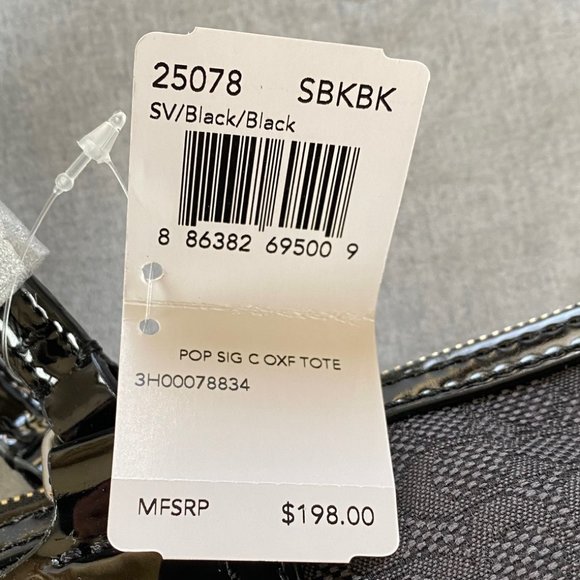 25078 SBKBK
SV/Black/Black
8 86382 69500 9
POP SIG C OXF TOTE
3H00078834
MFSRP $198.00